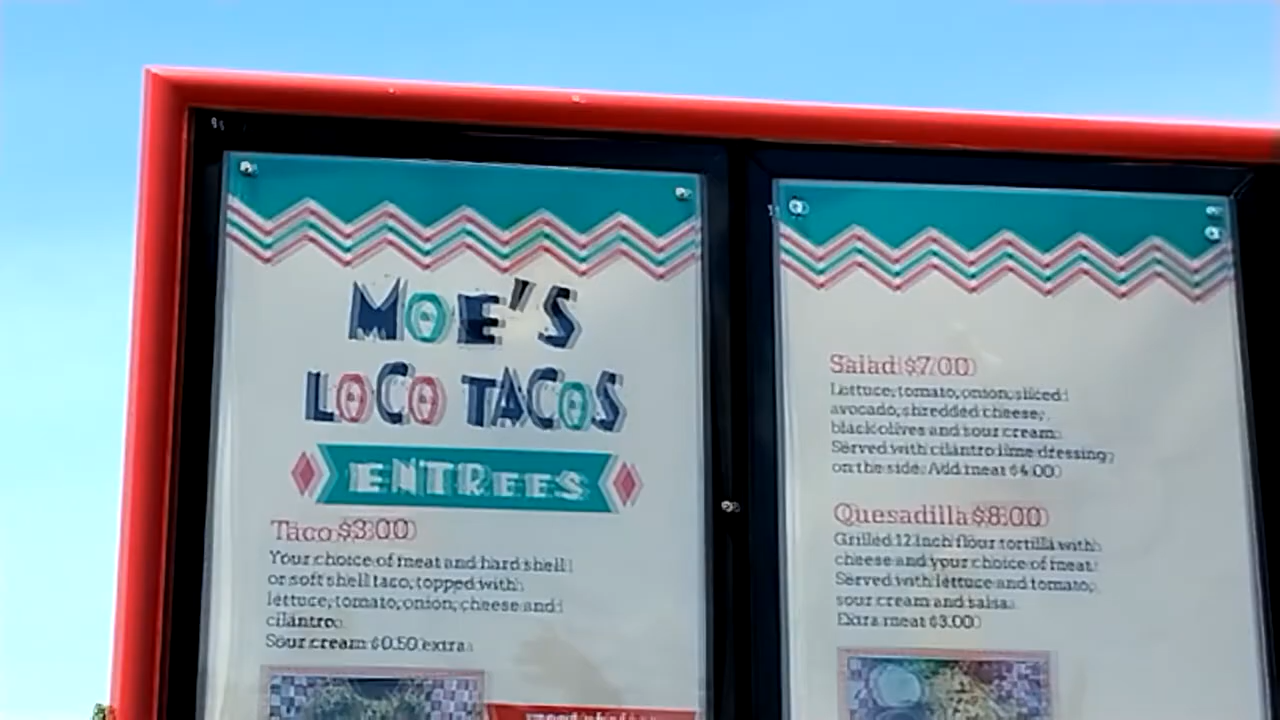 MOE'S
LOCO TACOS
ENTREES
Taco $3.00
Your choice of meat and hard shell
or soft shell taco, topped with
lettuce, tomato, onion, cheese and
cilantro.
Sour cream $0.50 extra
Salad $7.00
Lettuce, tomato, onion, sliced
avocado, shredded cheese,
black olives and sour cream.
Served with cilantro lime dressing
on the side. Add meat $4.00
Quesadilla $8.00
Grilled 12 inch flour tortilla with
cheese and your choice of meat.
Served with lettuce and tomato,
sour cream and salsa.
Extra meat $3.00